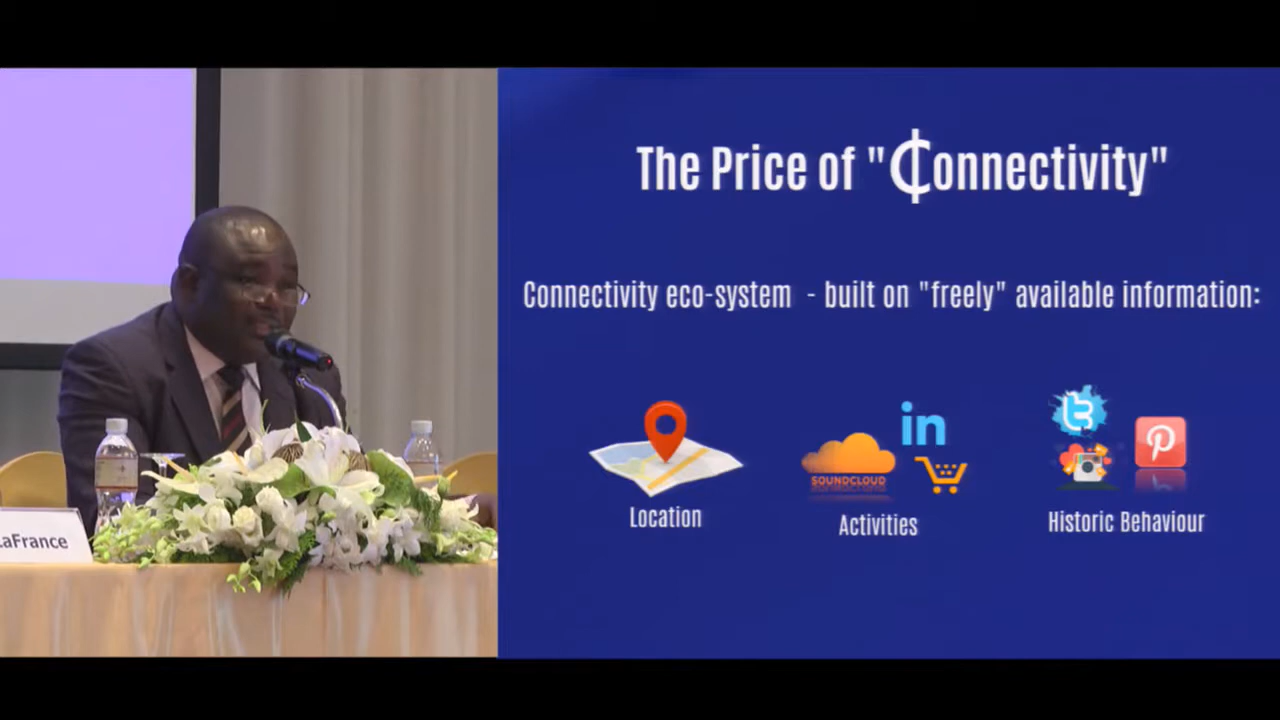 The Price of "₵onnectivity"
Connectivity eco-system - built on "freely" available information:
in
SOUNDCLOUD
Location
Activities
Historic Behaviour
LaFrance